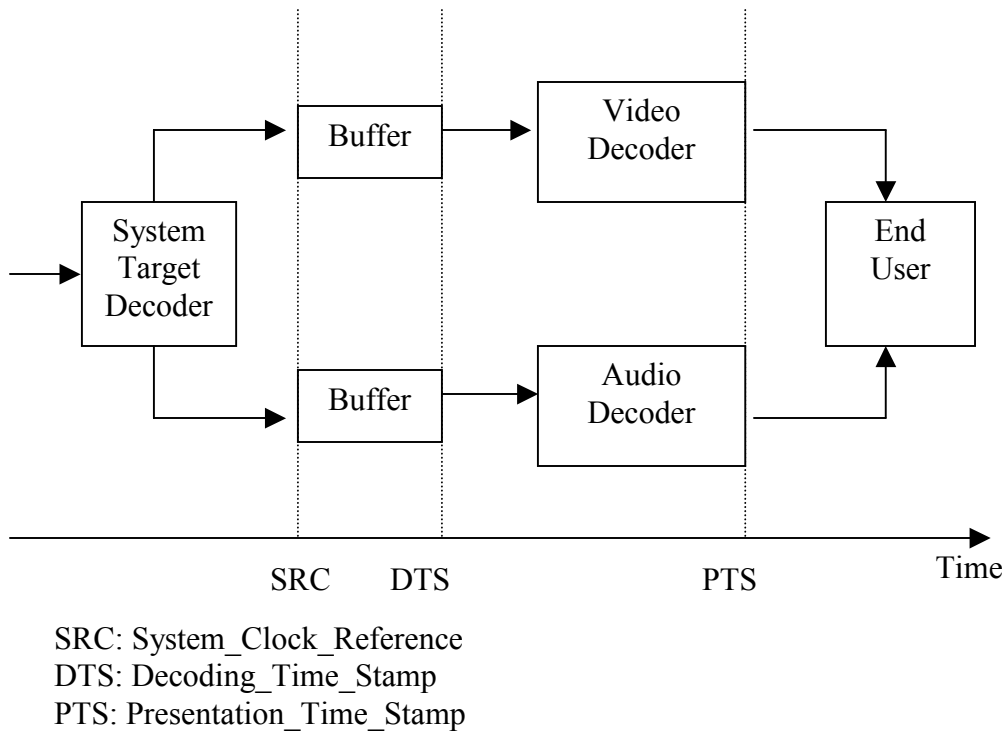 Buffer
Video
Decoder
System
Target
Decoder
End
User
Buffer
Audio
Decoder
SRC
DTS
PTS
Time
SRC: System_Clock_Reference
DTS: Decoding_Time_Stamp
PTS: Presentation_Time_Stamp